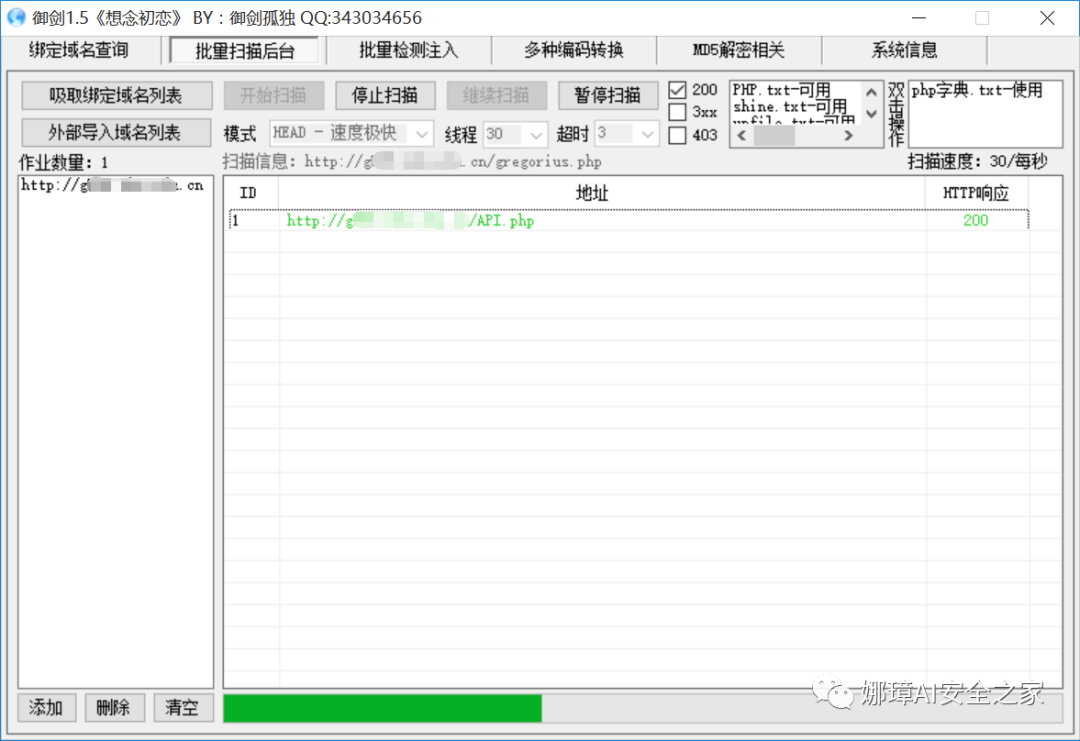 御剑1.5《想念初恋》 BY：御剑孤独 QQ:343034656
绑定域名查询 批量扫描后台 批量检测注入 多种编码转换 MD5解密相关 系统信息
吸取绑定域名列表 开始扫描 停止扫描 继续扫描 暂停扫描 200 PHP.txt-可用 双击操作 php字典.txt-使用
3xx shine.txt-可用
外部导入域名列表 模式 HEAD - 速度极快 线程 30 超时 3 403 upfile.txt-可用
作业数量：1 扫描信息：http://g .cn/gregorius.php 扫描速度：30/每秒
http://g .cn ID 地址 HTTP响应
1 http://g /API.php 200
添加 删除 清空
娜璋AI安全之家